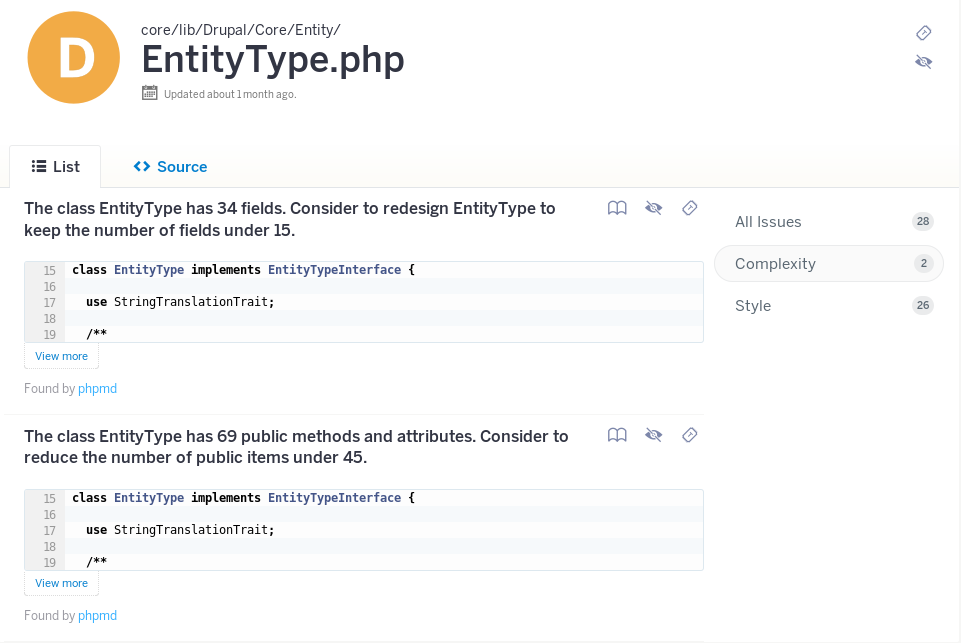 D
core/lib/Drupal/Core/Entity/
EntityType.php
Updated about 1 month ago.
List
Source
The class EntityType has 34 fields. Consider to redesign EntityType to
keep the number of fields under 15.
15 class EntityType implements EntityTypeInterface {
16
17 use StringTranslationTrait;
18
19 /**
View more
Found by phpmd
The class EntityType has 69 public methods and attributes. Consider to
reduce the number of public items under 45.
15 class EntityType implements EntityTypeInterface {
16
17 use StringTranslationTrait;
18
19 /**
View more
Found by phpmd
All Issues 28
Complexity 2
Style 26